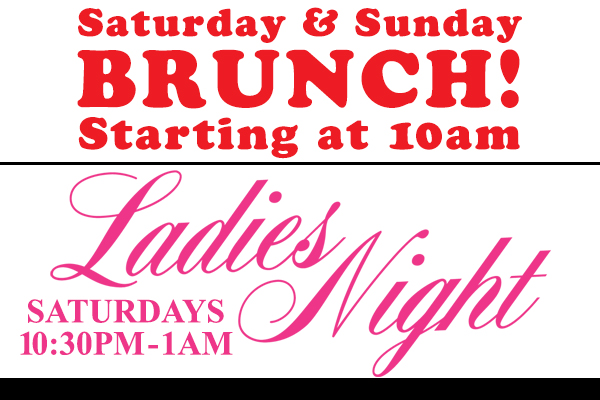 Saturday & Sunday
BRUNCH!
Starting at 10am
Ladies Night
SATURDAYS
10:30PM-1AM